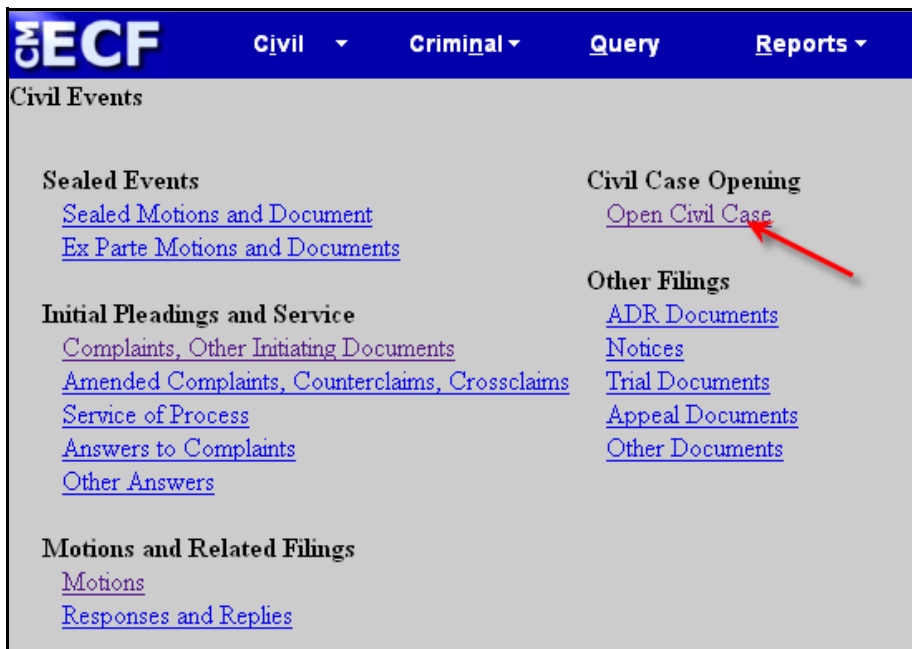 CM ECF Civil Criminal Query Reports
Civil Events
Sealed Events
Sealed Motions and Document
Ex Parte Motions and Documents
Initial Pleadings and Service
Complaints, Other Initiating Documents
Amended Complaints, Counterclaims, Crossclaims
Service of Process
Answers to Complaints
Other Answers
Motions and Related Filings
Motions
Responses and Replies
Civil Case Opening
Open Civil Case
Other Filings
ADR Documents
Notices
Trial Documents
Appeal Documents
Other Documents